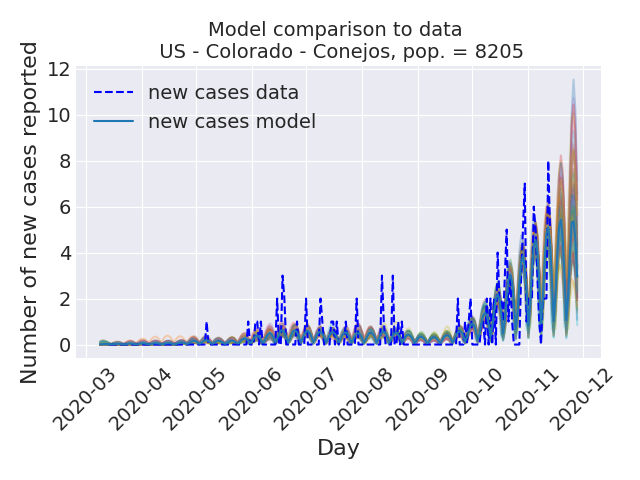 Model comparison to data
US - Colorado - Conejos, pop. = 8205
Number of new cases reported
12
10
8
6
4
2
0
new cases data
new cases model
2020-03
2020-04
2020-05
2020-06
2020-07
2020-08
2020-09
2020-10
2020-11
2020-12
Day